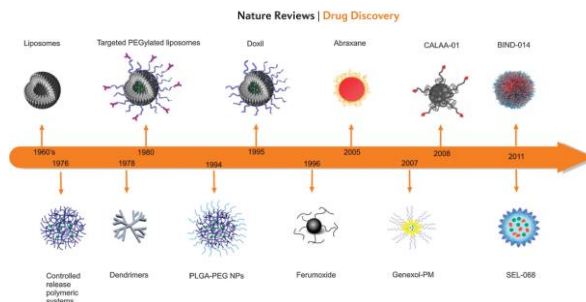 Nature Reviews | Drug Discovery
Liposomes
Targeted PEGylated liposomes
Doxil
Abraxane
CALAA-01
BIND-014
1960's
1980
1995
2005
2008
2011
1976
1978
1994
1996
2007
Controlled
release
polymeric
systems
Dendrimers
PLGA-PEG NPs
Ferumoxide
Genexol-PM
SEL-068